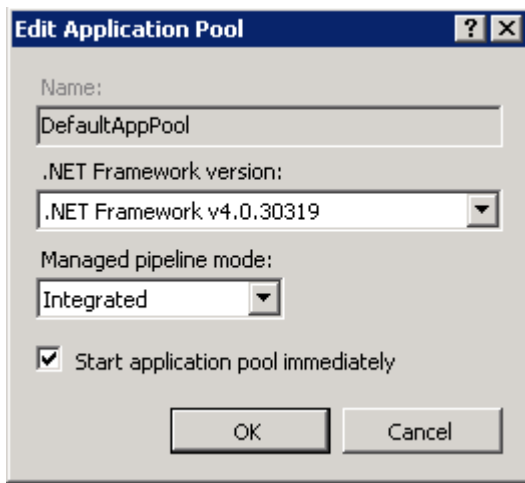 Edit Application Pool
Name:
DefaultAppPool
.NET Framework version:
.NET Framework v4.0.30319
Managed pipeline mode:
Integrated
Start application pool immediately
OK Cancel